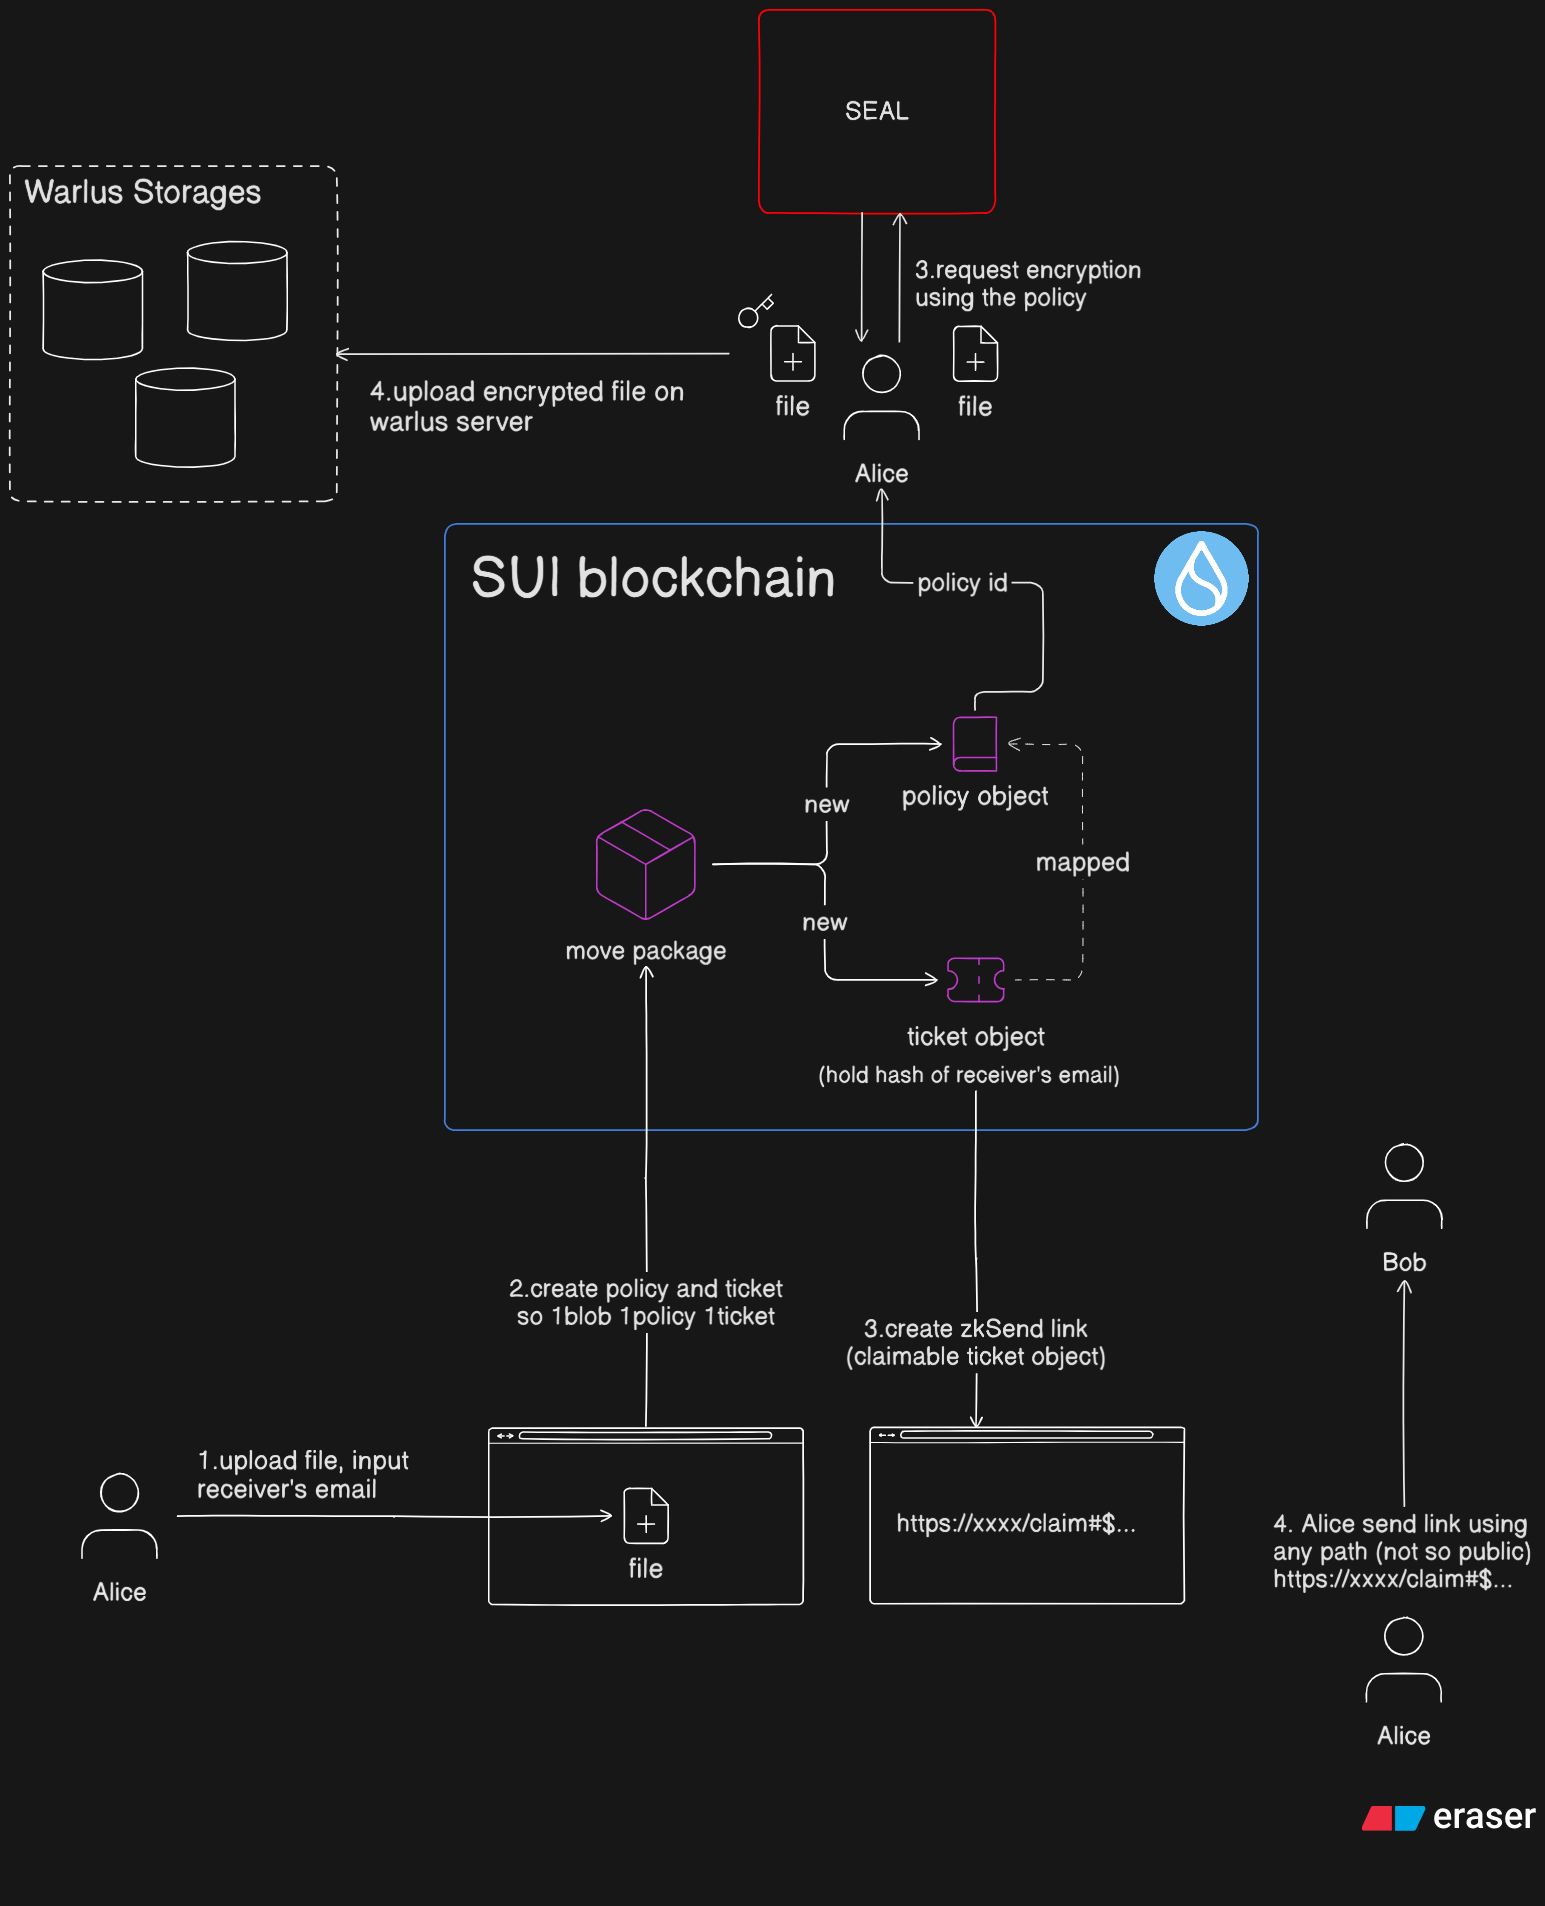 SEAL
Warlus Storages
3.request encryption
using the policy
4.upload encrypted file on
warlus server
file
file
Alice
SUI blockchain
policy id
new
policy object
mapped
new
move package
ticket object
(hold hash of receiver's email)
Bob
2.create policy and ticket
so 1blob 1policy 1ticket
3.create zkSend link
(claimable ticket object)
1.upload file, input
receiver's email
file
Alice
https://xxxx/claim#$...
4. Alice send link using
any path (not so public)
https://xxxx/claim#$...
Alice
eraser